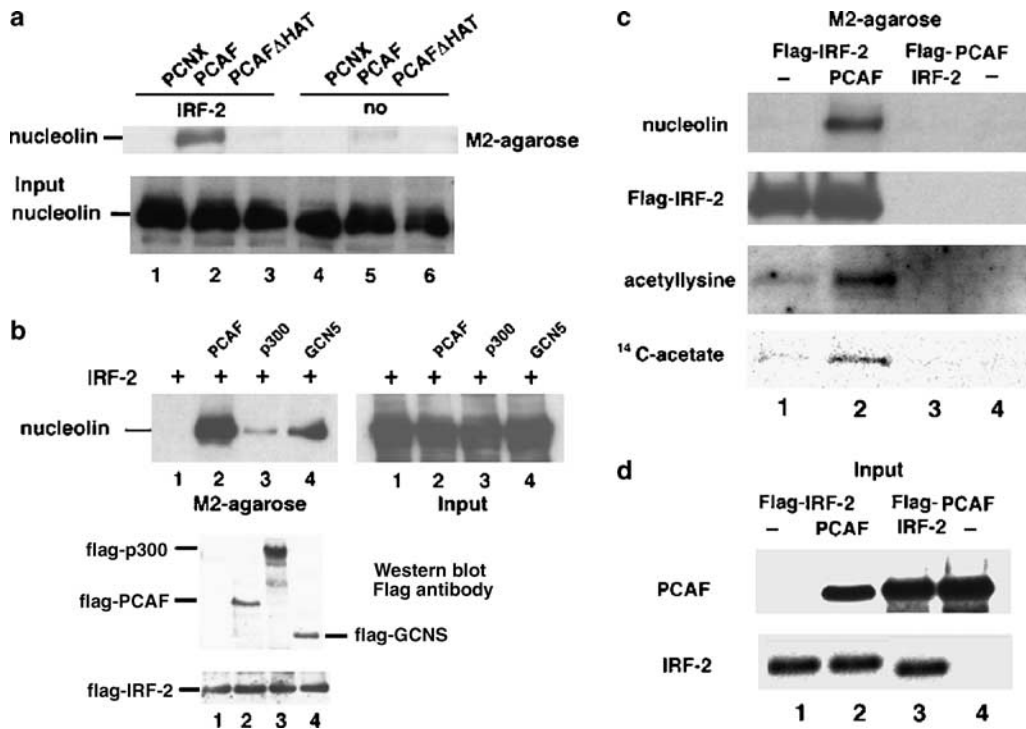 a
PCNX PCAF PCAFΔHAT PCNX PCAF PCAFΔHAT
IRF-2 no
nucleolin M2-agarose
Input
nucleolin
1 2 3 4 5 6
b
PCAF p300 GCN5 PCAF p300 GCN5
IRF-2 + + + + + + + +
nucleolin
1 2 3 4 1 2 3 4
M2-agarose Input
flag-p300
Western blot
Flag antibody
flag-PCAF
flag-GCNS
flag-IRF-2
1 2 3 4
c
M2-agarose
Flag-IRF-2 Flag-PCAF
– PCAF IRF-2 –
nucleolin
Flag-IRF-2
acetyllysine
14 C-acetate
1 2 3 4
d
Input
Flag-IRF-2 Flag-PCAF
– PCAF IRF-2 –
PCAF
IRF-2
1 2 3 4